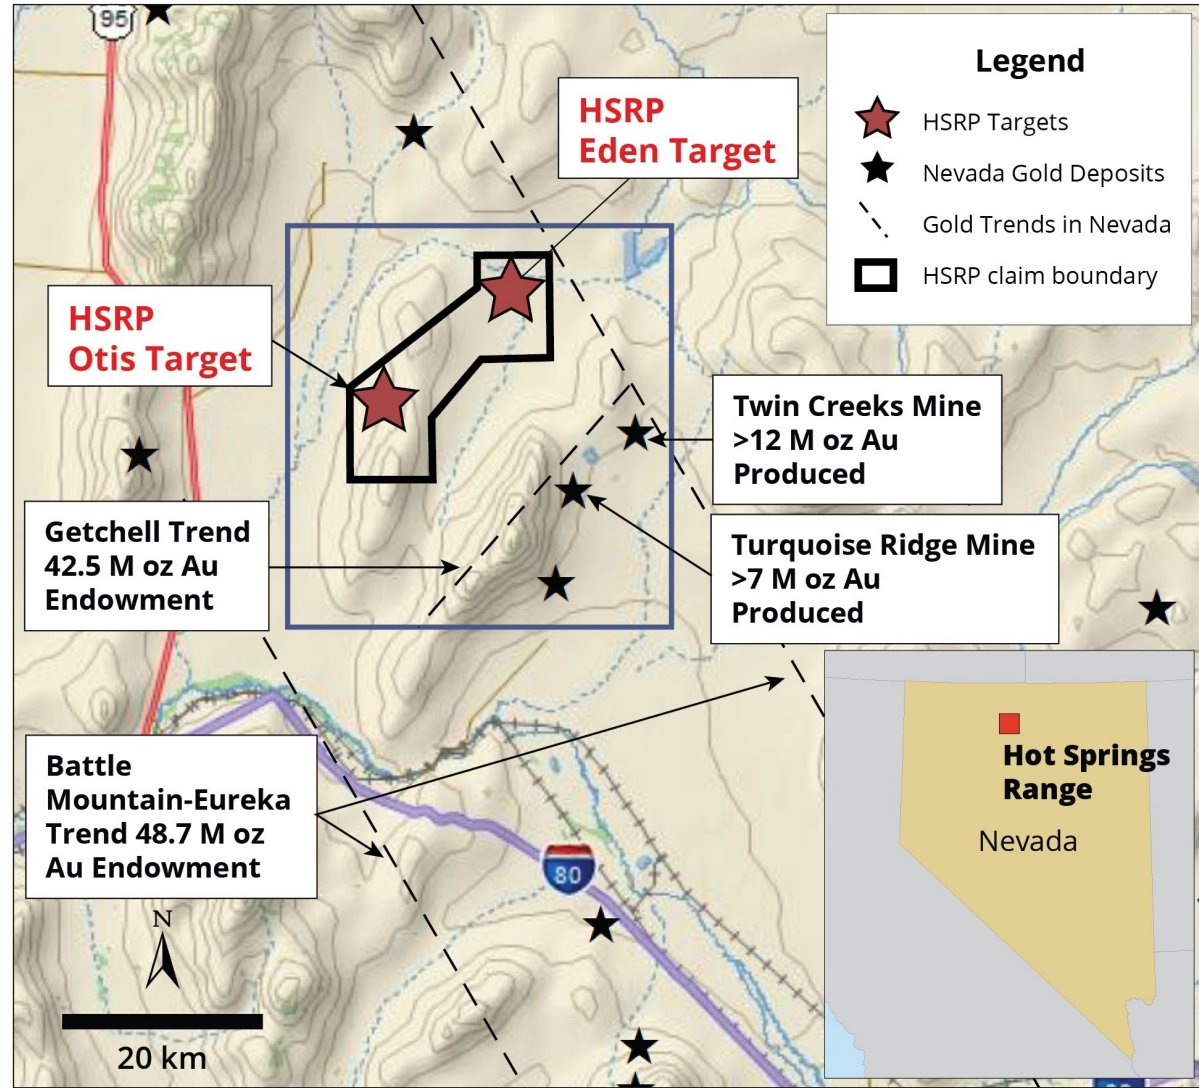 95
Legend
HSRP Targets
Nevada Gold Deposits
Gold Trends in Nevada
HSRP claim boundary
HSRP
Eden Target
HSRP
Otis Target
Twin Creeks Mine
>12 M oz Au
Produced
Getchell Trend
42.5 M oz Au
Endowment
Turquoise Ridge Mine
>7 M oz Au
Produced
Battle
Mountain-Eureka
Trend 48.7 M oz
Au Endowment
Hot Springs
Range
Nevada
80
N
20 km